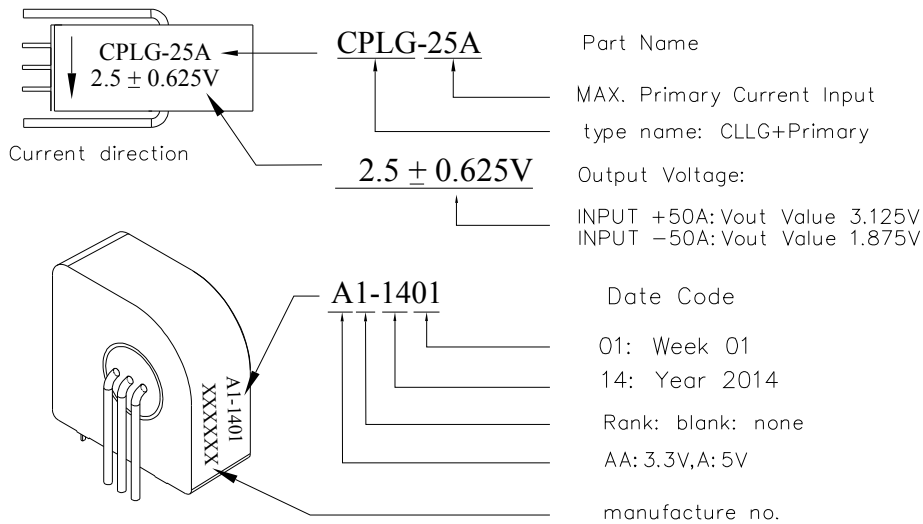 CPLG-25A
2.5 ± 0.625V
Current direction
CPLG-25A
Part Name
MAX. Primary Current Input
type name: CLLG+Primary
2.5 ± 0.625V
Output Voltage:
INPUT +50A: Vout Value 3.125V
INPUT -50A: Vout Value 1.875V
A1-1401
XXXXXX
A1-1401
Date Code
01: Week 01
14: Year 2014
Rank: blank: none
AA: 3.3V, A: 5V
manufacture no.